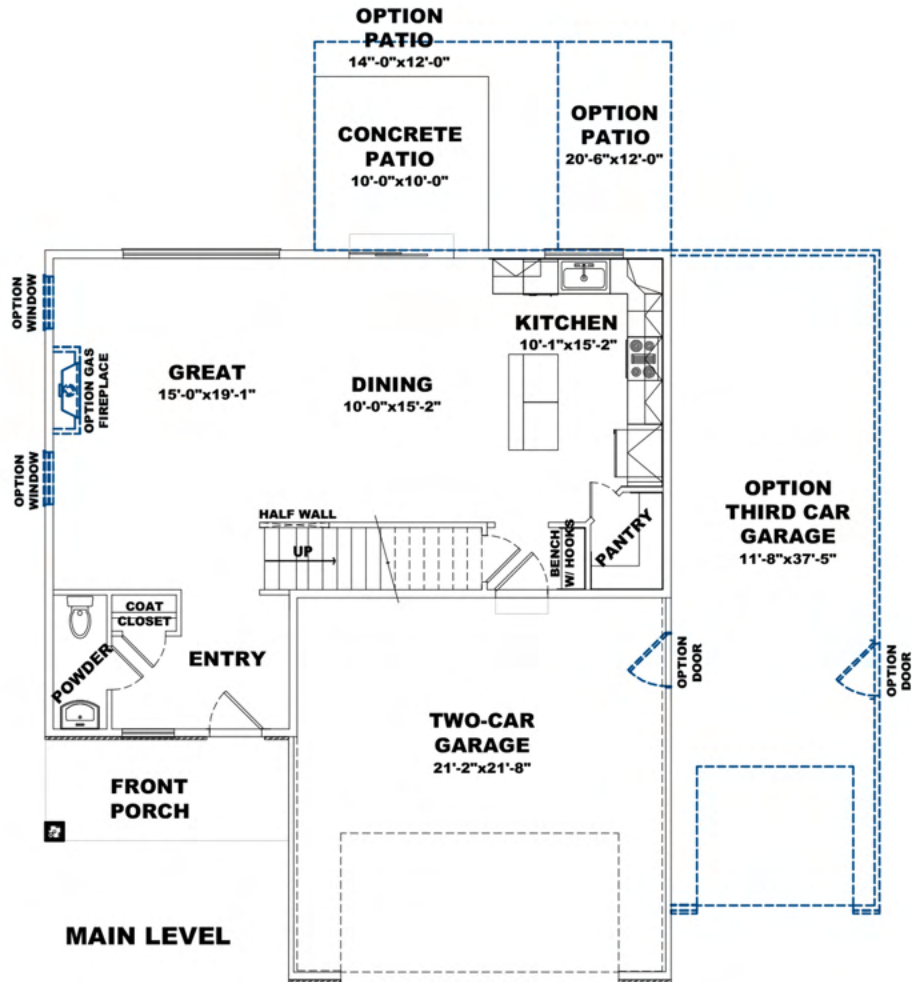 OPTION
PATIO
14"-0"x12'-0"
CONCRETE
PATIO
10'-0"x10'-0"
OPTION
PATIO
20'-6"x12'-0"
OPTION
WINDOW
OPTION GAS
FIREPLACE
OPTION
WINDOW
GREAT
15'-0"x19'-1"
DINING
10'-0"x15'-2"
KITCHEN
10'-1"x15'-2"
HALF WALL
UP
BENCH
W/ HOOKS
PANTRY
OPTION
THIRD CAR
GARAGE
11'-8"x37'-5"
COAT
CLOSET
POWDER
ENTRY
OPTION
DOOR
OPTION
DOOR
TWO-CAR
GARAGE
21'-2"x21'-8"
FRONT
PORCH
MAIN LEVEL